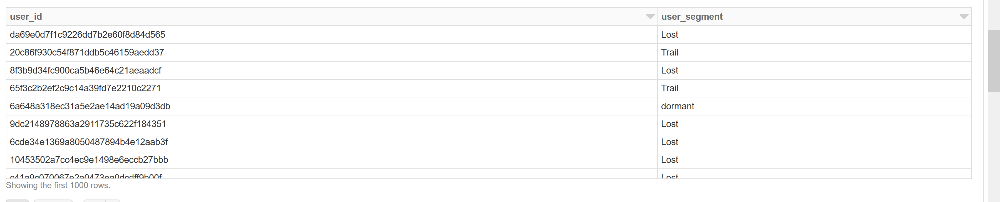 user_id user_segment
da69e0d7f1c9226dd7b2e60f8d84d565 Lost
20c86f930c54f871ddb5c46159aedd37 Trail
8f3b9d34fc900ca5b46e64c21aeaadcf Lost
65f3c2b2ef2c9c14a39fd7e2210c2271 Trail
6a648a318ec31a5e2ae14ad19a09d3db dormant
9dc2148978863a2911735c622f184351 Lost
6cde34e1369a8050487894b4e12aab3f Lost
10453502a7cc4ec9e1498e6eccb27bbb Lost
c41a9c070067e2a0473ea0dcdff9b00f Lost
Showing the first 1000 rows.